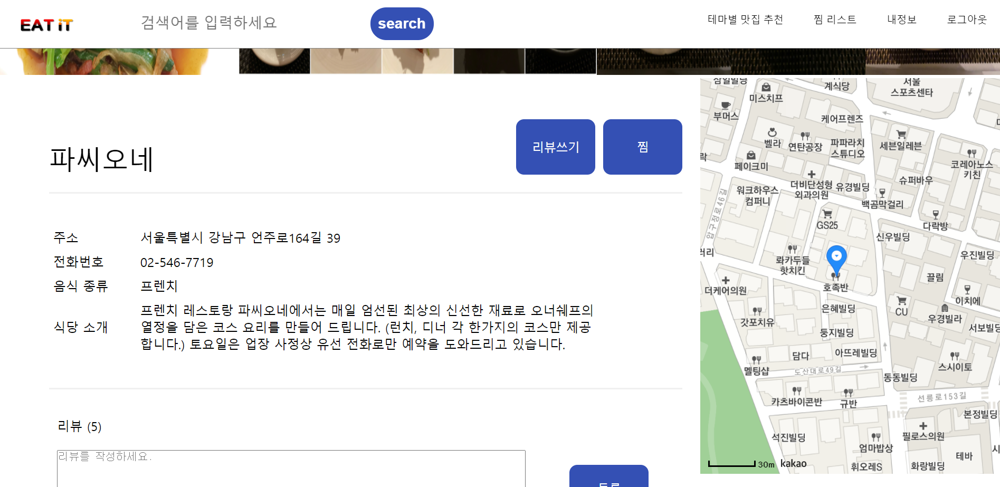 EAT iT
검색어를 입력하세요
search
테마별 맛집 추천
찜 리스트
내정보
로그아웃
파씨오네
리뷰쓰기
찜
주소
서울특별시 강남구 언주로164길 39
전화번호
02-546-7719
음식 종류
프렌치
식당 소개
프렌치 레스토랑 파씨오네에서는 매일 엄선된 최상의 신선한 재료로 오너쉐프의
열정을 담은 코스 요리를 만들어 드립니다. (런치, 디너 각 한가지의 코스만 제공
합니다.) 토요일은 업장 사정상 유선 전화로만 예약을 도와드리고 있습니다.
리뷰 (5)
리뷰를 작성하세요.
등록
삼일빌딩
계식당
서울
스포츠센타
미스치프
부머스
케어프렌즈
벨라
연탄공장
파파라치
스튜디오
세븐일레븐
페이크미
코레아노스
키친
슈퍼바우
더비단성형
외과의원
유경빌딩
워크하우스
컴퍼니
백곰막걸리
압구정로46길
GS25
다락방
신우빌딩
러리
롸카두들
핫치킨
우진빌딩
끌림
호족반
더케어의원
이치에
은혜빌딩
CU
우경빌라
갓포치유
서보빌딩
둥지빌딩
담다
아뜨레빌딩
멜팅샵
스시이토
도산대로49길
동동빌딩
선릉로153길
카츠바이콘반
규반
본정빌딩
석진빌딩
필로스의원
엄마밥상
테바
휘오레S
화랑빌딩
30m
kakao